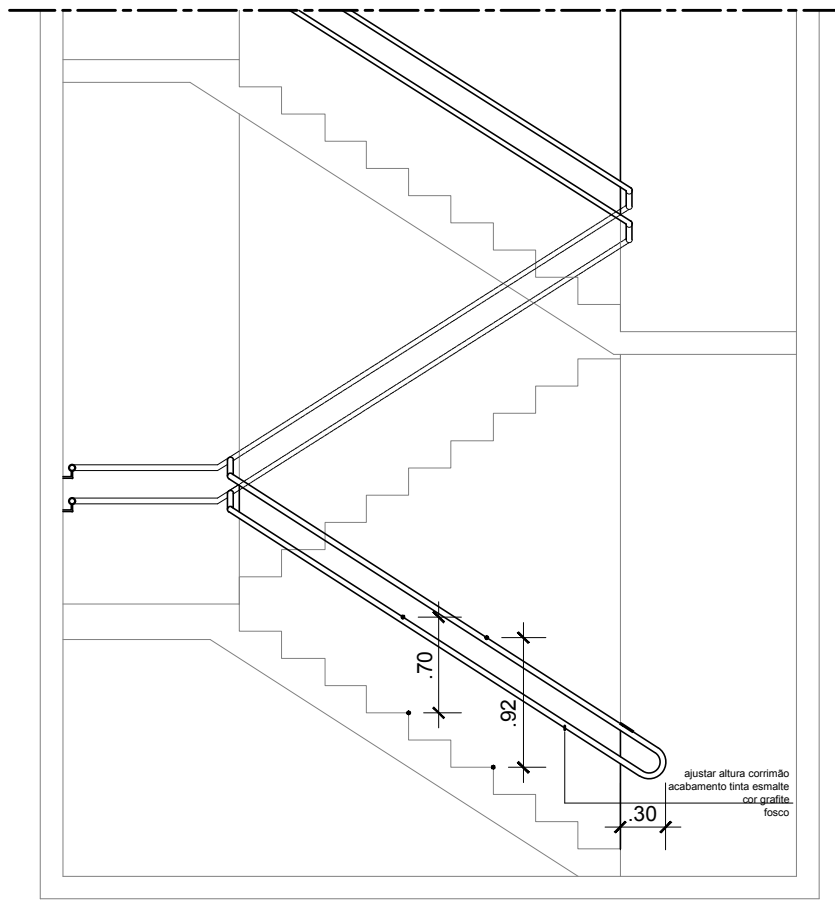 .70
.92
ajustar altura corrimão
acabamento tinta esmalte
cor grafite
fosco
.30